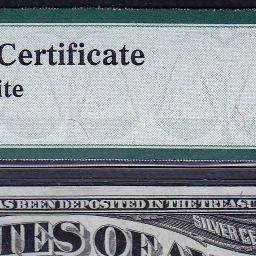 Certificate
ite
AS BEEN DEPOSITED IN THE TREASU
SILVER CE
TES OF A